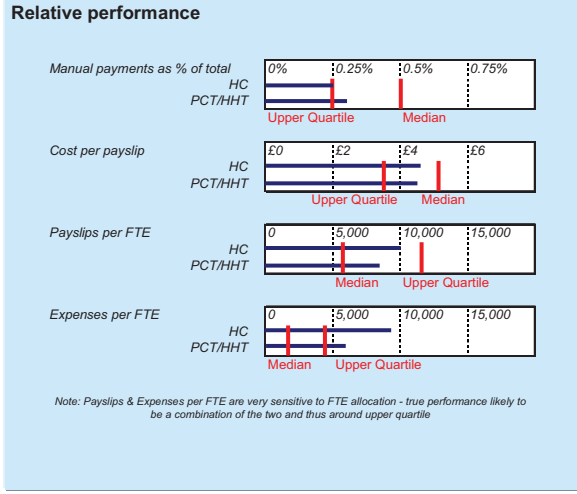 Relative performance
Manual payments as % of total
0% 0.25% 0.5% 0.75%
HC
PCT/HHT
Upper Quartile Median
Cost per payslip
£0 £2 £4 £6
HC
PCT/HHT
Upper Quartile Median
Payslips per FTE
0 5,000 10,000 15,000
HC
PCT/HHT
Median Upper Quartile
Expenses per FTE
0 5,000 10,000 15,000
HC
PCT/HHT
Median Upper Quartile
Note: Payslips & Expenses per FTE are very sensitive to FTE allocation - true performance likely to
be a combination of the two and thus around upper quartile